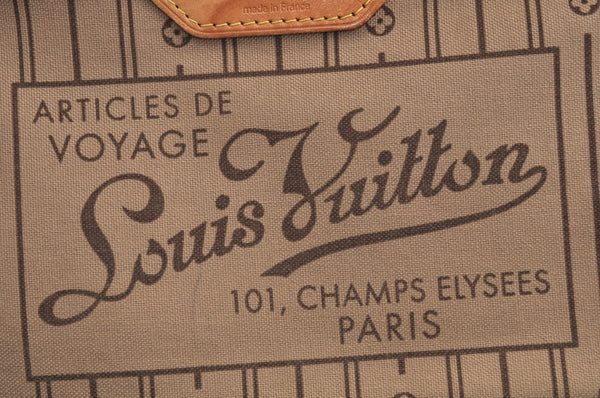 made in France
ARTICLES DE
VOYAGE
Louis Vuitton
101, CHAMPS ELYSEES
PARIS